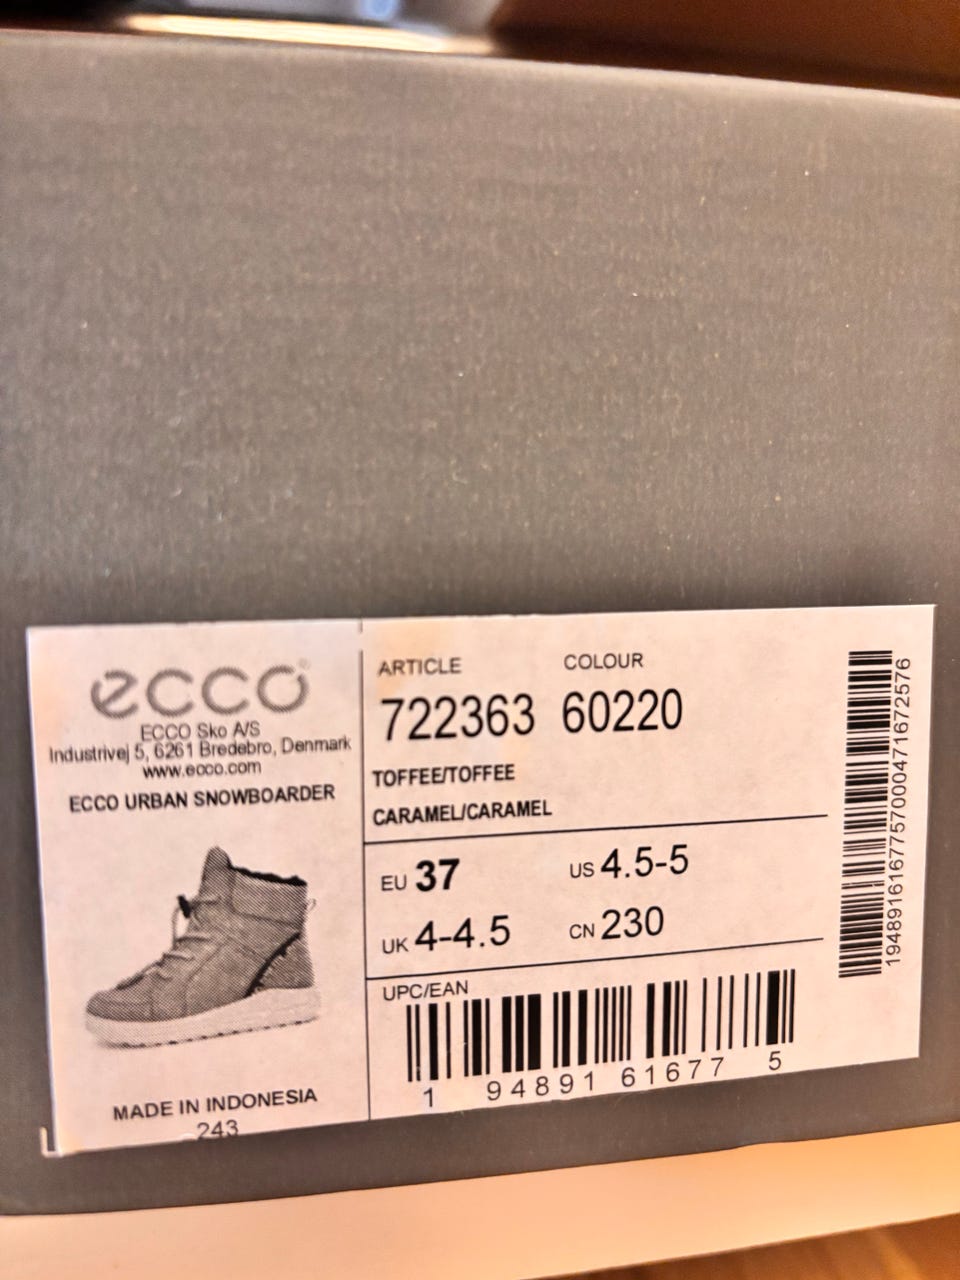 ecco
ECCO Sko A/S
Industrivej 5, 6261 Bredebro, Denmark
www.ecco.com
ECCO URBAN SNOWBOARDER
MADE IN INDONESIA
243
ARTICLE COLOUR
722363 60220
TOFFEE/TOFFEE
CARAMEL/CARAMEL
EU 37 US 4.5-5
UK 4-4.5 CN 230
UPC/EAN
1 94891 61677 5
19489161677570004716725​76